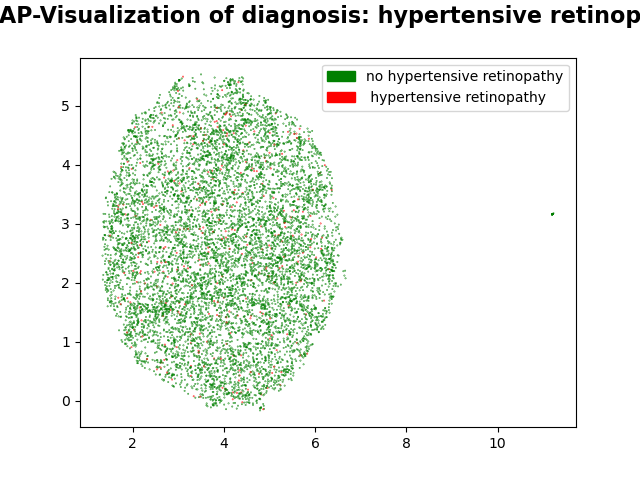 AP-Visualization of diagnosis: hypertensive retinop
no hypertensive retinopathy
hypertensive retinopathy
5
4
3
2
1
0
2 4 6 8 10